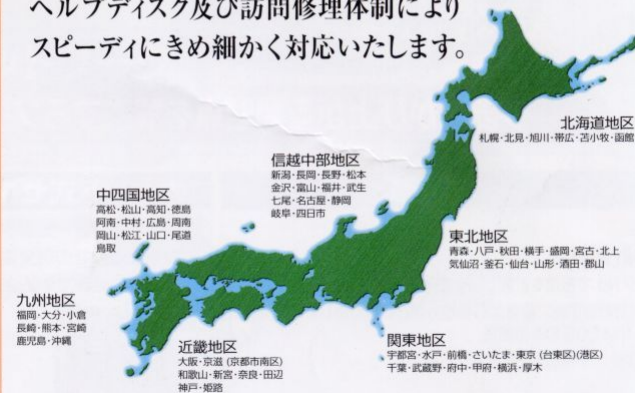 ヘルプディスク及び訪問修理体制により
スピーディにきめ細かく対応いたします。
北海道地区
札幌・北見・旭川・帯広・苫小牧・函館
信越中部地区
新潟・長岡・長野・松本
金沢・富山・福井・武生
七尾・名古屋・静岡
岐阜・四日市
中四国地区
高松・松山・高知・徳島
阿南・中村・広島・周南
岡山・松江・山口・尾道
鳥取
東北地区
青森・八戸・秋田・横手・盛岡・宮古・北上
気仙沼・釜石・仙台・山形・酒田・郡山
九州地区
福岡・大分・小倉
長崎・熊本・宮崎
鹿児島・沖縄
近畿地区
大阪・京滋 (京都市南区)
和歌山・新宮・奈良・田辺
神戸・姫路
関東地区
宇都宮・水戸・前橋・さいたま・東京 (台東区)(港区)
千葉・武蔵野・府中・甲府・横浜・厚木